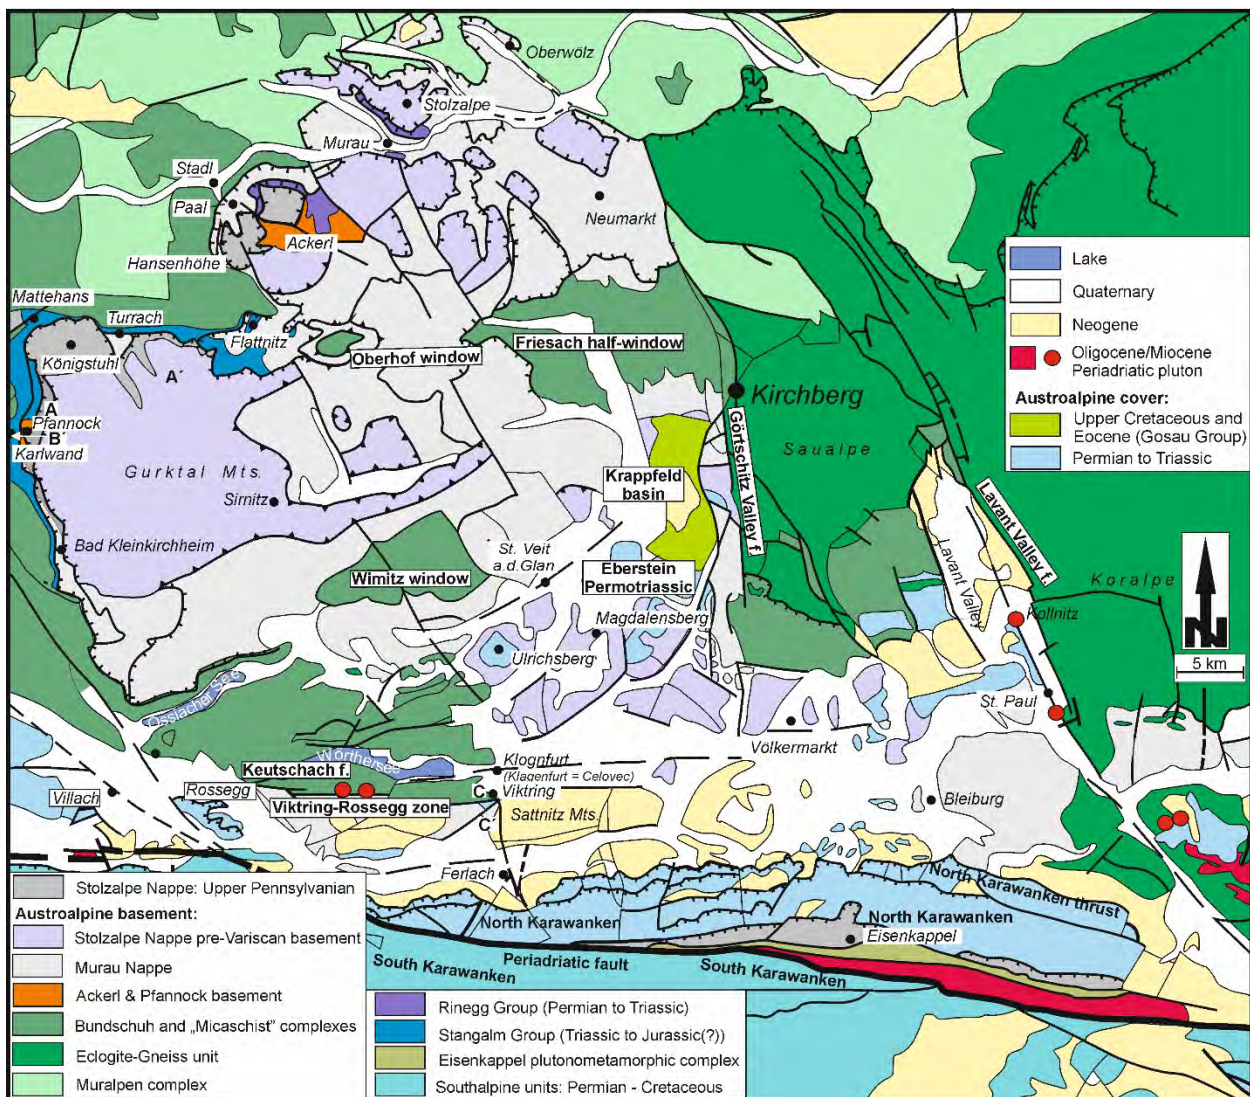 Oberwölz
Stolzalpe
Murau
Stadl
Paal
Neumarkt
Ackerl
Hansenhöhe
Mattehans
Turrach
Flattnitz
Königstuhl
Oberhof window
Friesach half-window
A´
Kirchberg
A
Pfannock
B´
Karlwand
Görtschitz Valley f.
Saualpe
Gurktal Mts.
Krappfeld
basin
Sirnitz
Lavant Valley f.
Lavant Valley
Bad Kleinkirchheim
St. Veit
a.d.Glan
Wimitz window
Eberstein
Permotriassic
Koralpe
Magdalensberg
Kollnitz
Ulrichsberg
N
5 km
Ossiacher See
St. Paul
Völkermarkt
Wörthersee
Klognfurt
(Klagenfurt = Celovec)
Keutschach f.
Villach
Rossegg
C
Viktring
Viktring-Rossegg zone
Sattnitz Mts.
Bleiburg
C´
Ferlach
North Karawanken thrust
North Karawanken
North Karawanken
Eisenkappel
Periadriatic fault
South Karawanken
South Karawanken
Lake
Quaternary
Neogene
Oligocene/Miocene
Periadriatic pluton
Austroalpine cover:
Upper Cretaceous and
Eocene (Gosau Group)
Permian to Triassic
Stolzalpe Nappe: Upper Pennsylvanian
Austroalpine basement:
Stolzalpe Nappe pre-Variscan basement
Murau Nappe
Ackerl & Pfannock basement
Bundschuh and „Micaschist” complexes
Eclogite-Gneiss unit
Muralpen complex
Rinegg Group (Permian to Triassic)
Stangalm Group (Triassic to Jurassic(?))
Eisenkappel plutonometamorphic complex
Southalpine units: Permian - Cretaceous